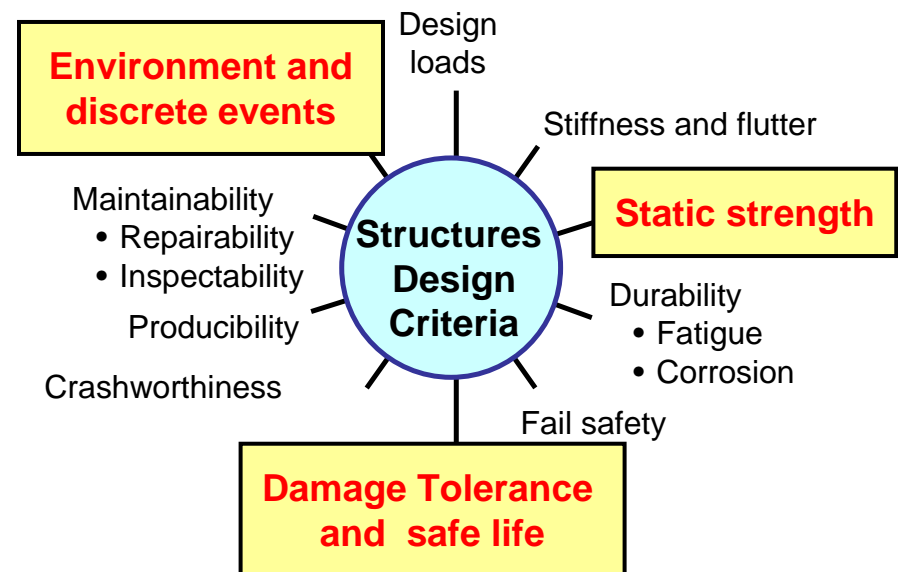 Design
loads
Environment and
discrete events
Stiffness and flutter
Maintainability
• Repairability
• Inspectability
Static strength
Structures
Design
Criteria
Producibility
Durability
• Fatigue
• Corrosion
Crashworthiness
Fail safety
Damage Tolerance
and safe life